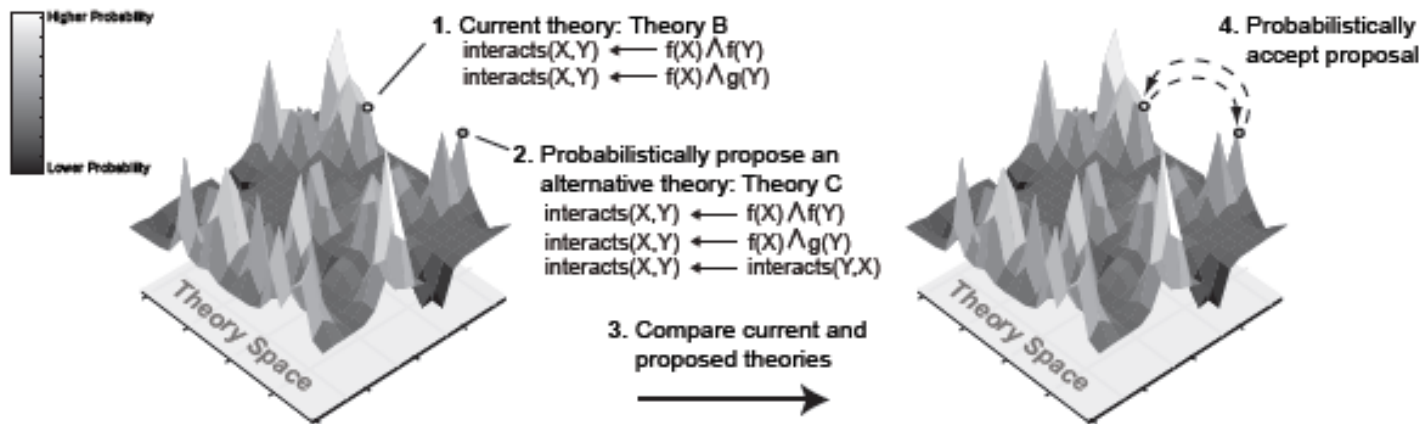 Higher Probability
Lower Probability
1. Current theory: Theory B
interacts(X,Y) ← f(X)∧f(Y)
interacts(X,Y) ← f(X)∧g(Y)
2. Probabilistically propose an
alternative theory: Theory C
interacts(X,Y) ← f(X)∧f(Y)
interacts(X,Y) ← f(X)∧g(Y)
interacts(X,Y) ← interacts(Y,X)
Theory Space
3. Compare current and
proposed theories
4. Probabilistically
accept proposal
Theory Space